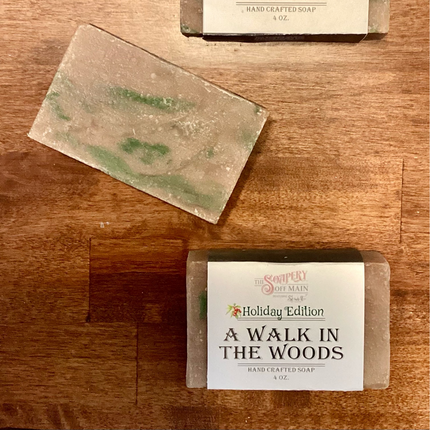 HAND CRAFTED SOAP
4 OZ.
THE SOAPERY
OFF MAIN
Holiday Edition
A WALK IN
THE WOODS
HAND CRAFTED SOAP
4 OZ.